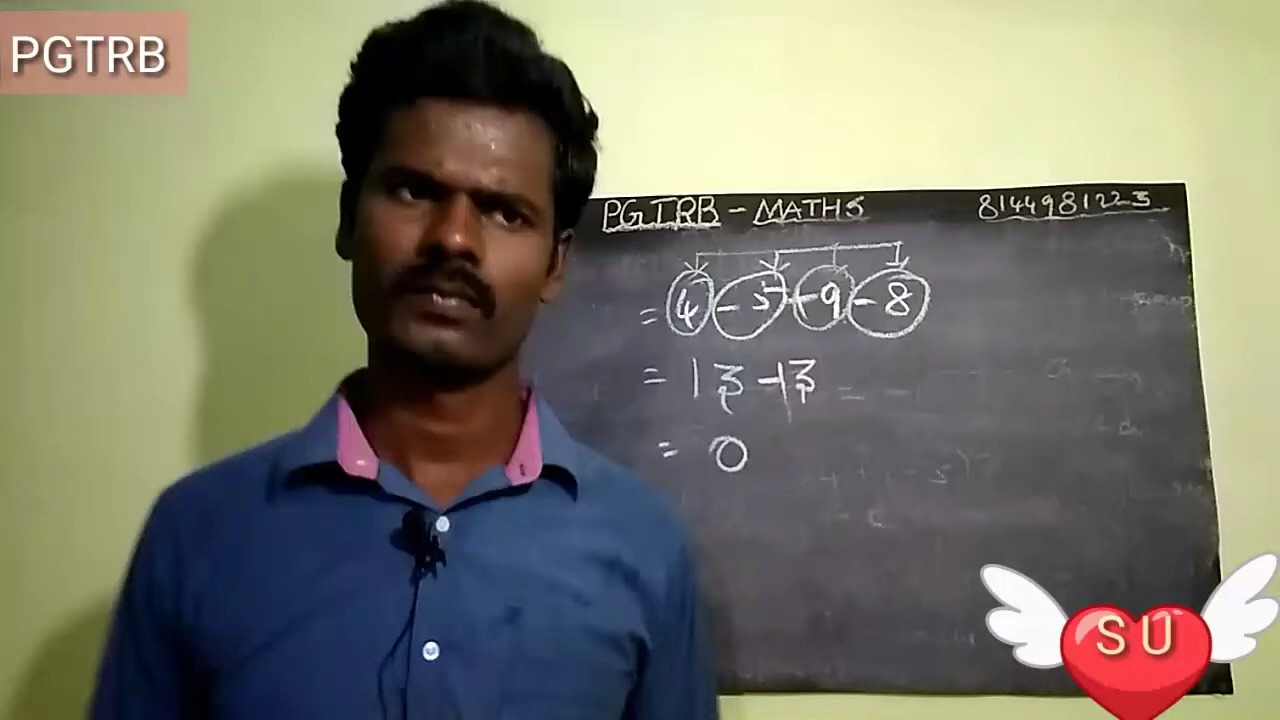 PGTRB
PGTRB - MATHS 8144981223
= 4 - 5 + 9 - 8
= 13 - 13
= 0
SU